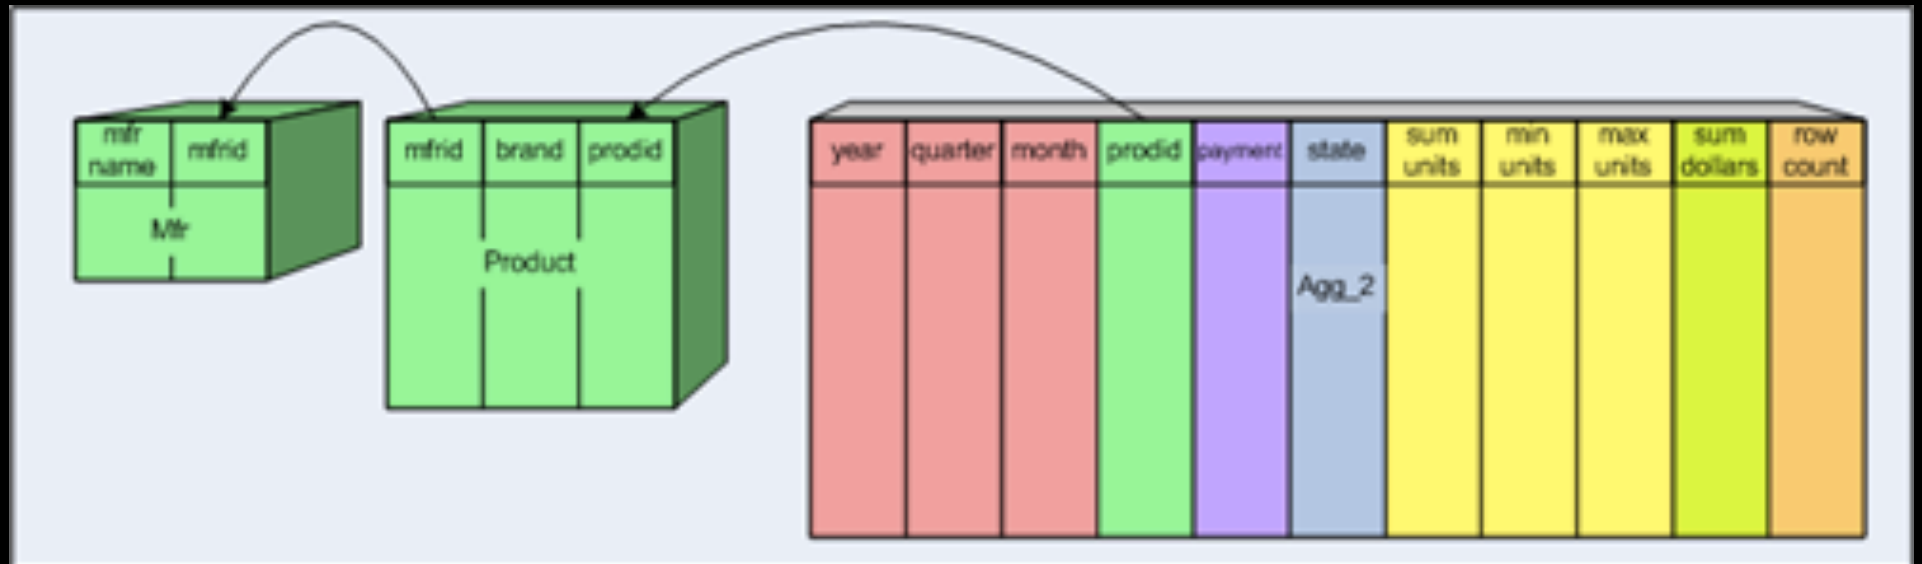 mfr
name
mfrid
Mfr
mfrid
brand
prodid
Product
year
quarter
month
prodid
payment
state
sum
units
min
units
max
units
sum
dollars
row
count
Agg_2